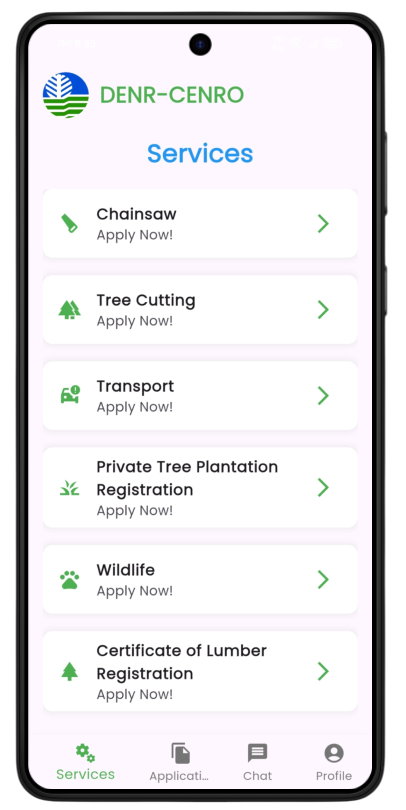 DENR-CENRO
Services
Chainsaw
Apply Now!
Tree Cutting
Apply Now!
Transport
Apply Now!
Private Tree Plantation
Registration
Apply Now!
Wildlife
Apply Now!
Certificate of Lumber
Registration
Apply Now!
Services
Applicati...
Chat
Profile